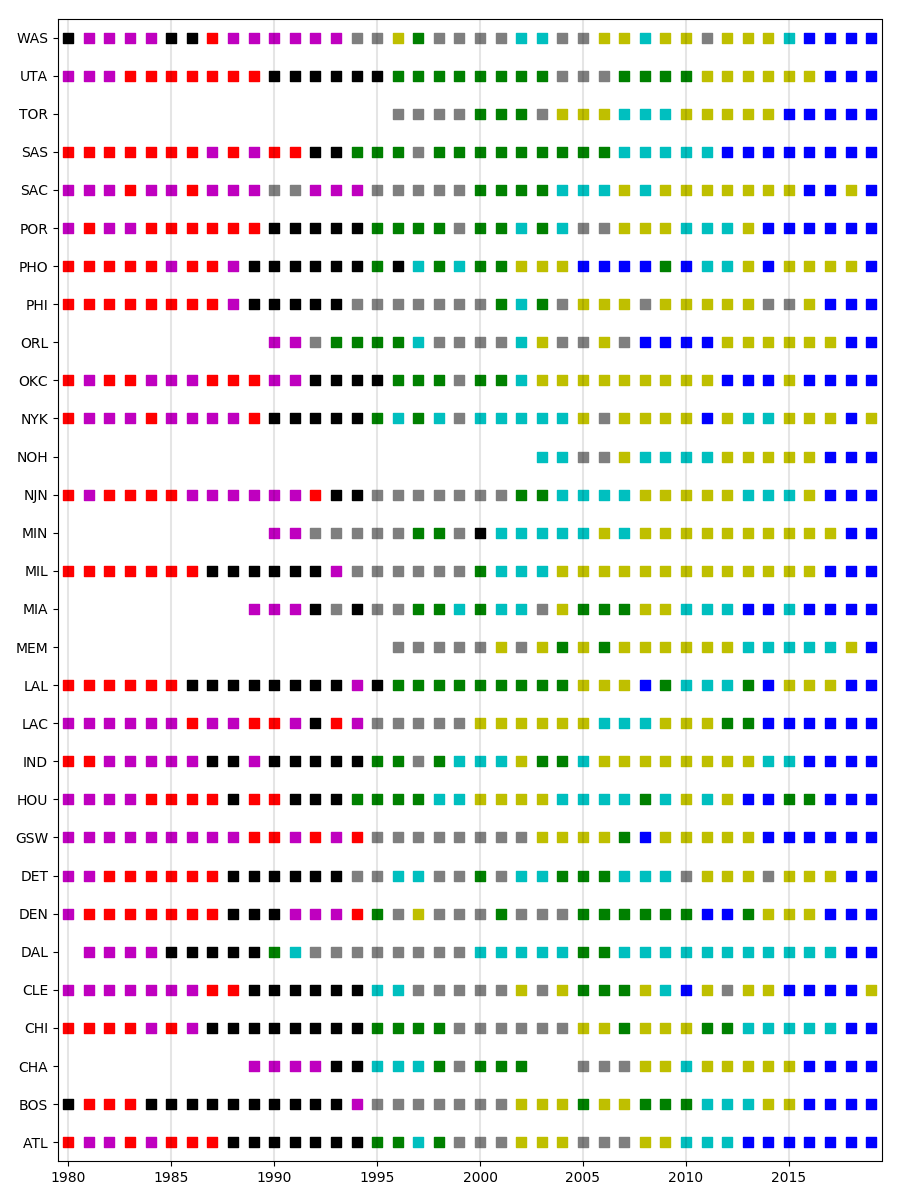 WAS
UTA
TOR
SAS
SAC
POR
PHO
PHI
ORL
OKC
NYK
NOH
NJN
MIN
MIL
MIA
MEM
LAL
LAC
IND
HOU
GSW
DET
DEN
DAL
CLE
CHI
CHA
BOS
ATL
1980 1985 1990 1995 2000 2005 2010 2015